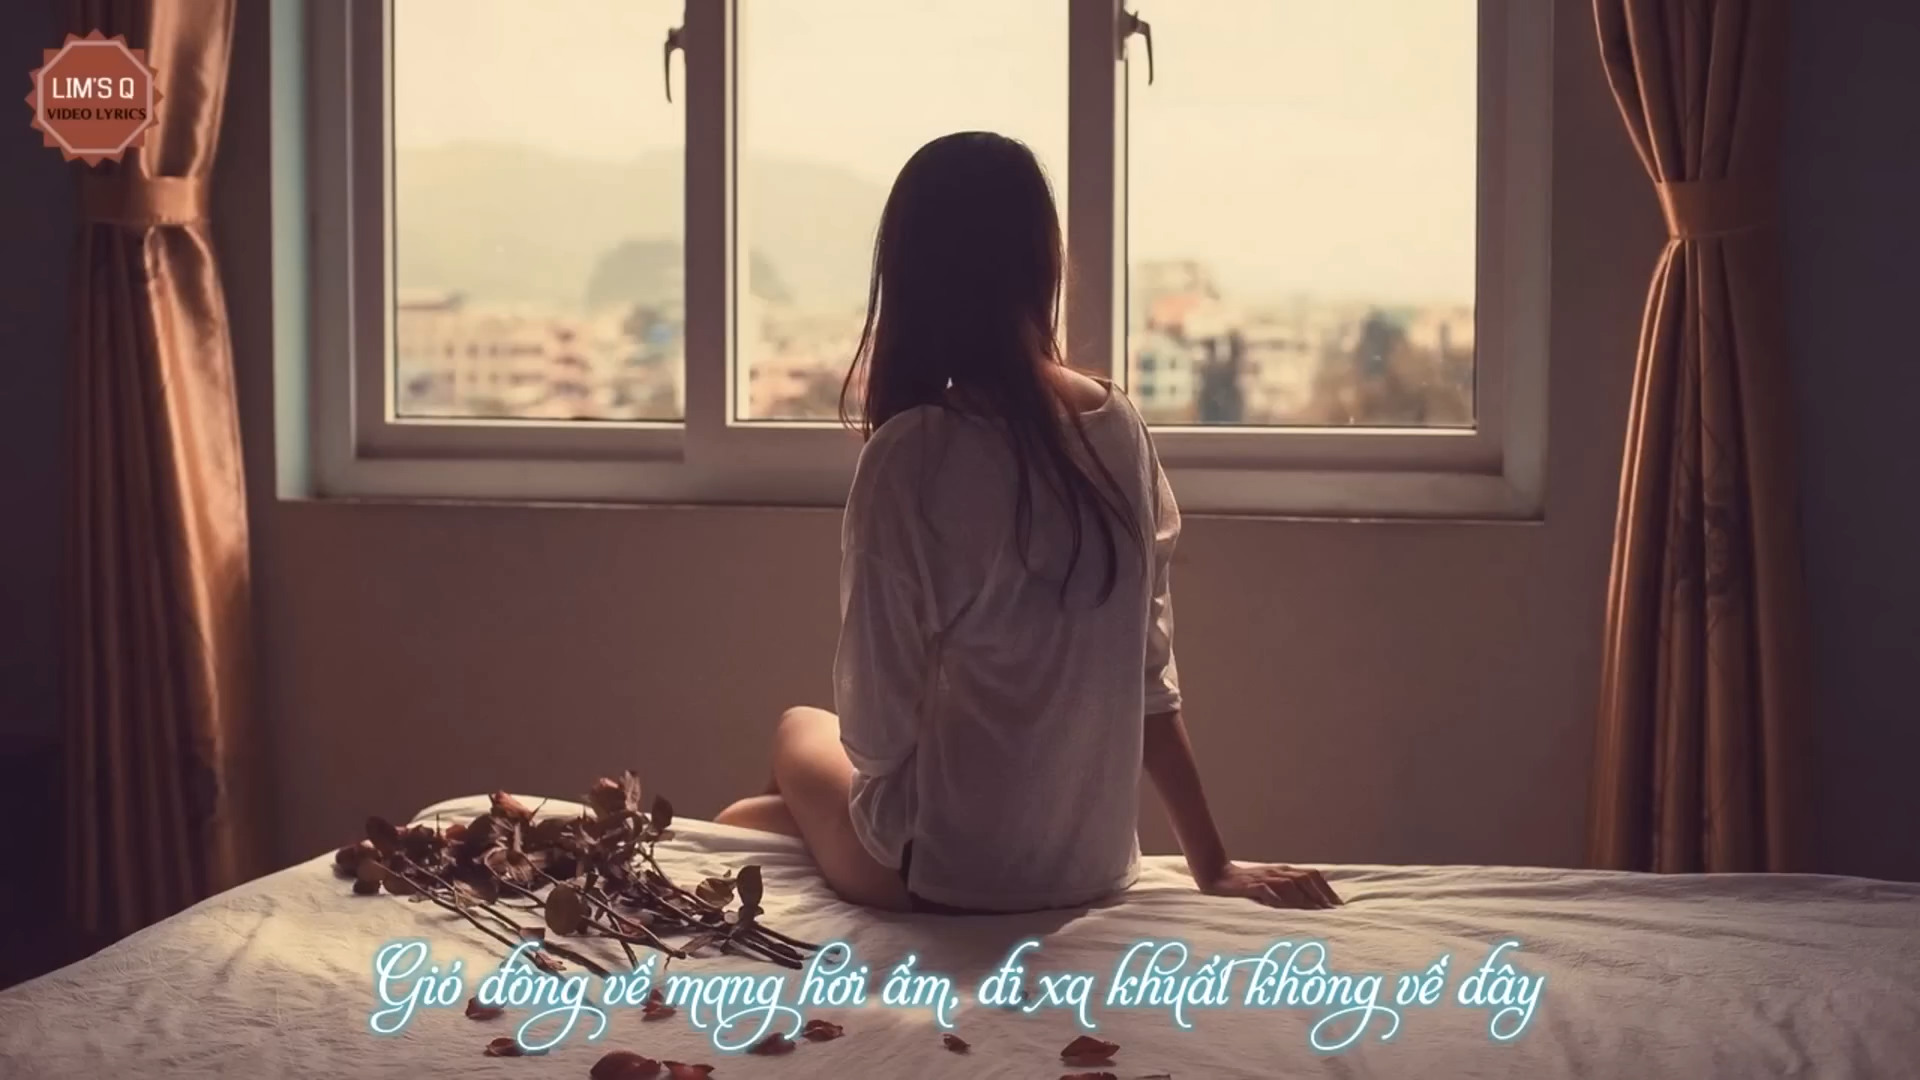 LIM'S Q
VIDEO LYRICS
Gió đông về mang hơi ấm, đi xa khuất không về đây